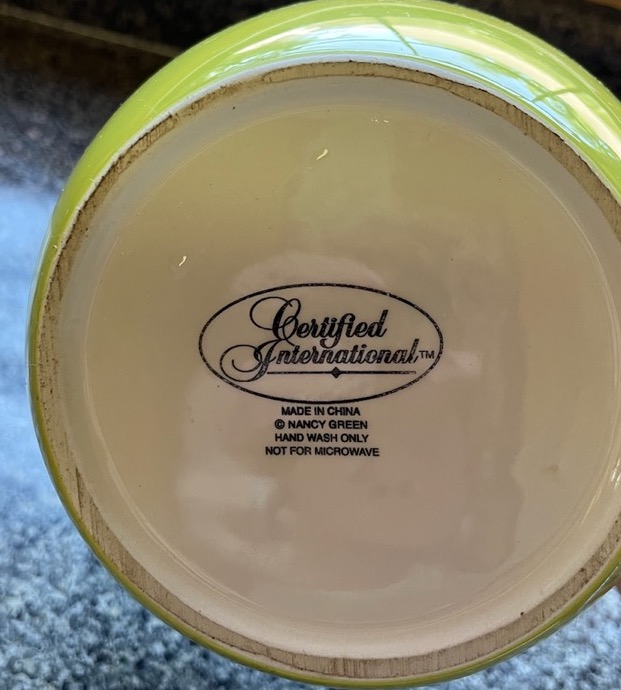 Certified
International™
MADE IN CHINA
© NANCY GREEN
HAND WASH ONLY
NOT FOR MICROWAVE